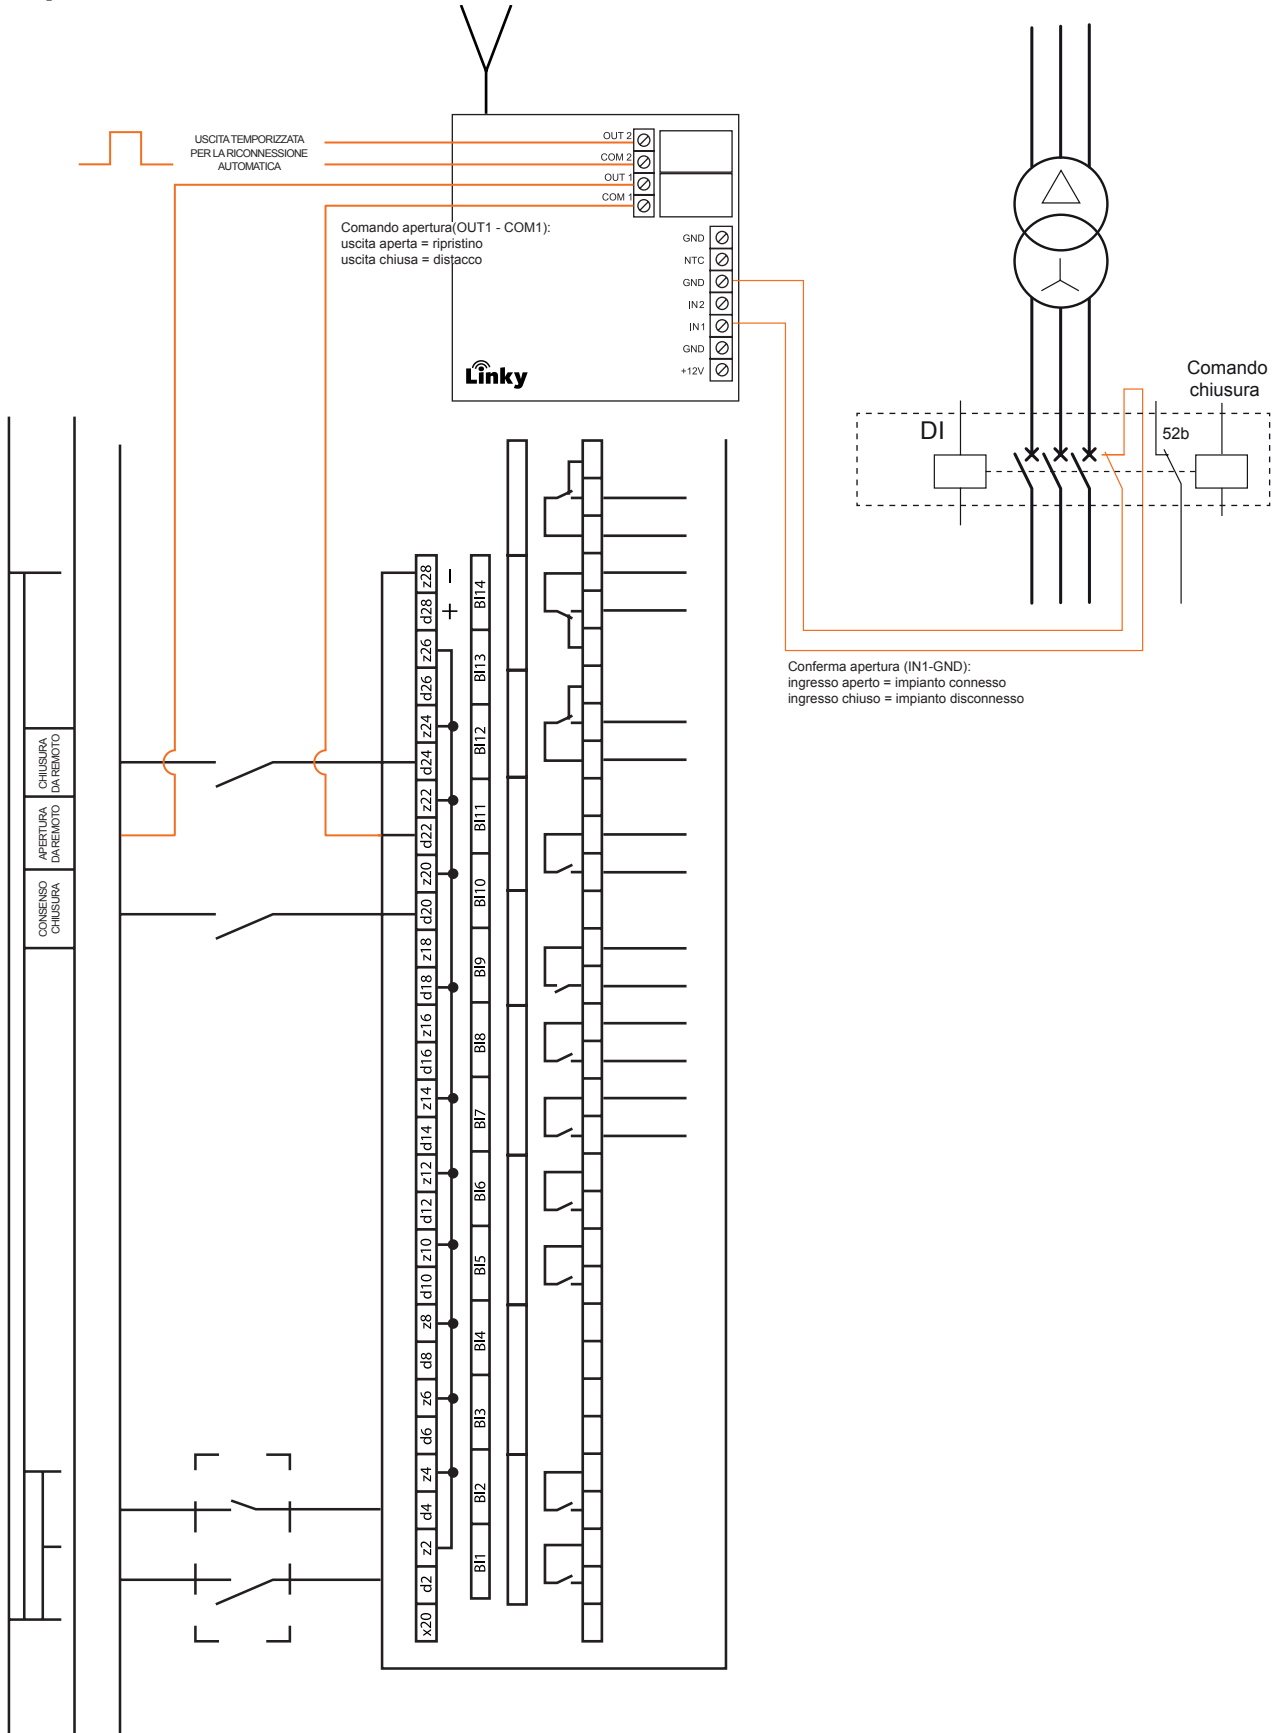 USCITA TEMPORIZZATA
PER LA RICONNESSIONE
AUTOMATICA
OUT 2
COM 2
OUT 1
COM 1
Comando apertura(OUT1 - COM1):
uscita aperta = ripristino
uscita chiusa = distacco
GND
NTC
GND
IN2
IN1
GND
+12V
Linky
Comando
chiusura
DI
52b
Conferma apertura (IN1-GND):
ingresso aperto = impianto connesso
ingresso chiuso = impianto disconnesso
CHIUSURA
DA REMOTO
APERTURA
DA REMOTO
CONSENSO
CHIUSURA
z28
–
d28
+
z26
d26
z24
d24
z22
d22
z20
d20
z18
d18
z16
d16
z14
d14
z12
d12
z10
d10
z8
d8
z6
d6
z4
d4
z2
d2
x20
BI14
BI13
BI12
BI11
BI10
BI9
BI8
BI7
BI6
BI5
BI4
BI3
BI2
BI1